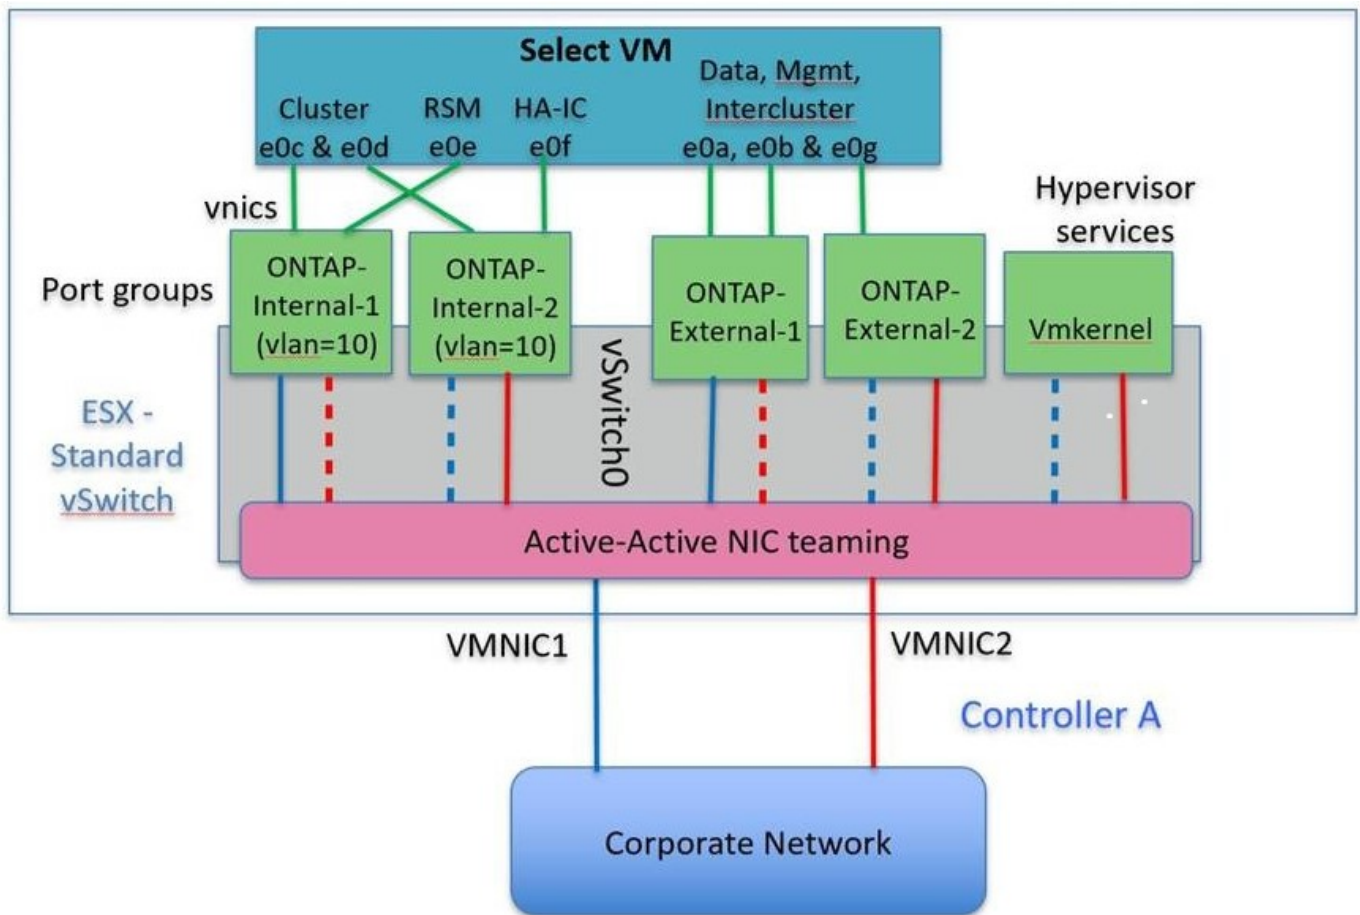 Select VM
Cluster
e0c & e0d
RSM
e0e
HA-IC
e0f
Data, Mgmt,
Intercluster
e0a, e0b & e0g
vnics
Hypervisor
services
Port groups
ONTAP-
Internal-1
(vlan=10)
ONTAP-
Internal-2
(vlan=10)
ONTAP-
External-1
ONTAP-
External-2
Vmkernel
ESX -
Standard
vSwitch
vSwitch0
Active-Active NIC teaming
VMNIC1
VMNIC2
Controller A
Corporate Network